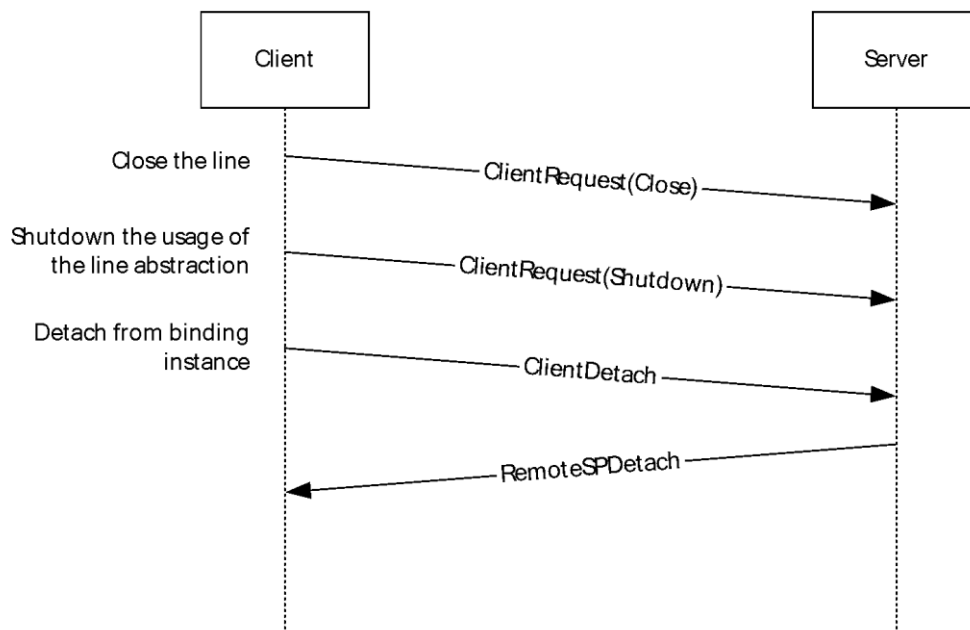 Client
Server
Close the line
ClientRequest(Close)
Shutdown the usage of
the line abstraction
ClientRequest(Shutdown)
Detach from binding
instance
ClientDetach
RemoteSPDetach